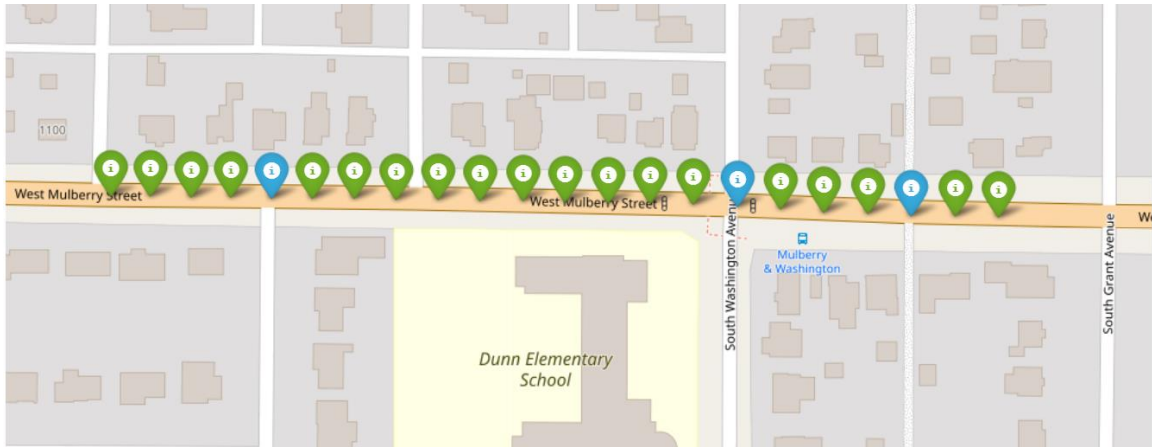 1100
West Mulberry Street
West Mulberry Street
South Washington Avenue
South Grant Avenue
Mulberry
& Washington
Dunn Elementary
School